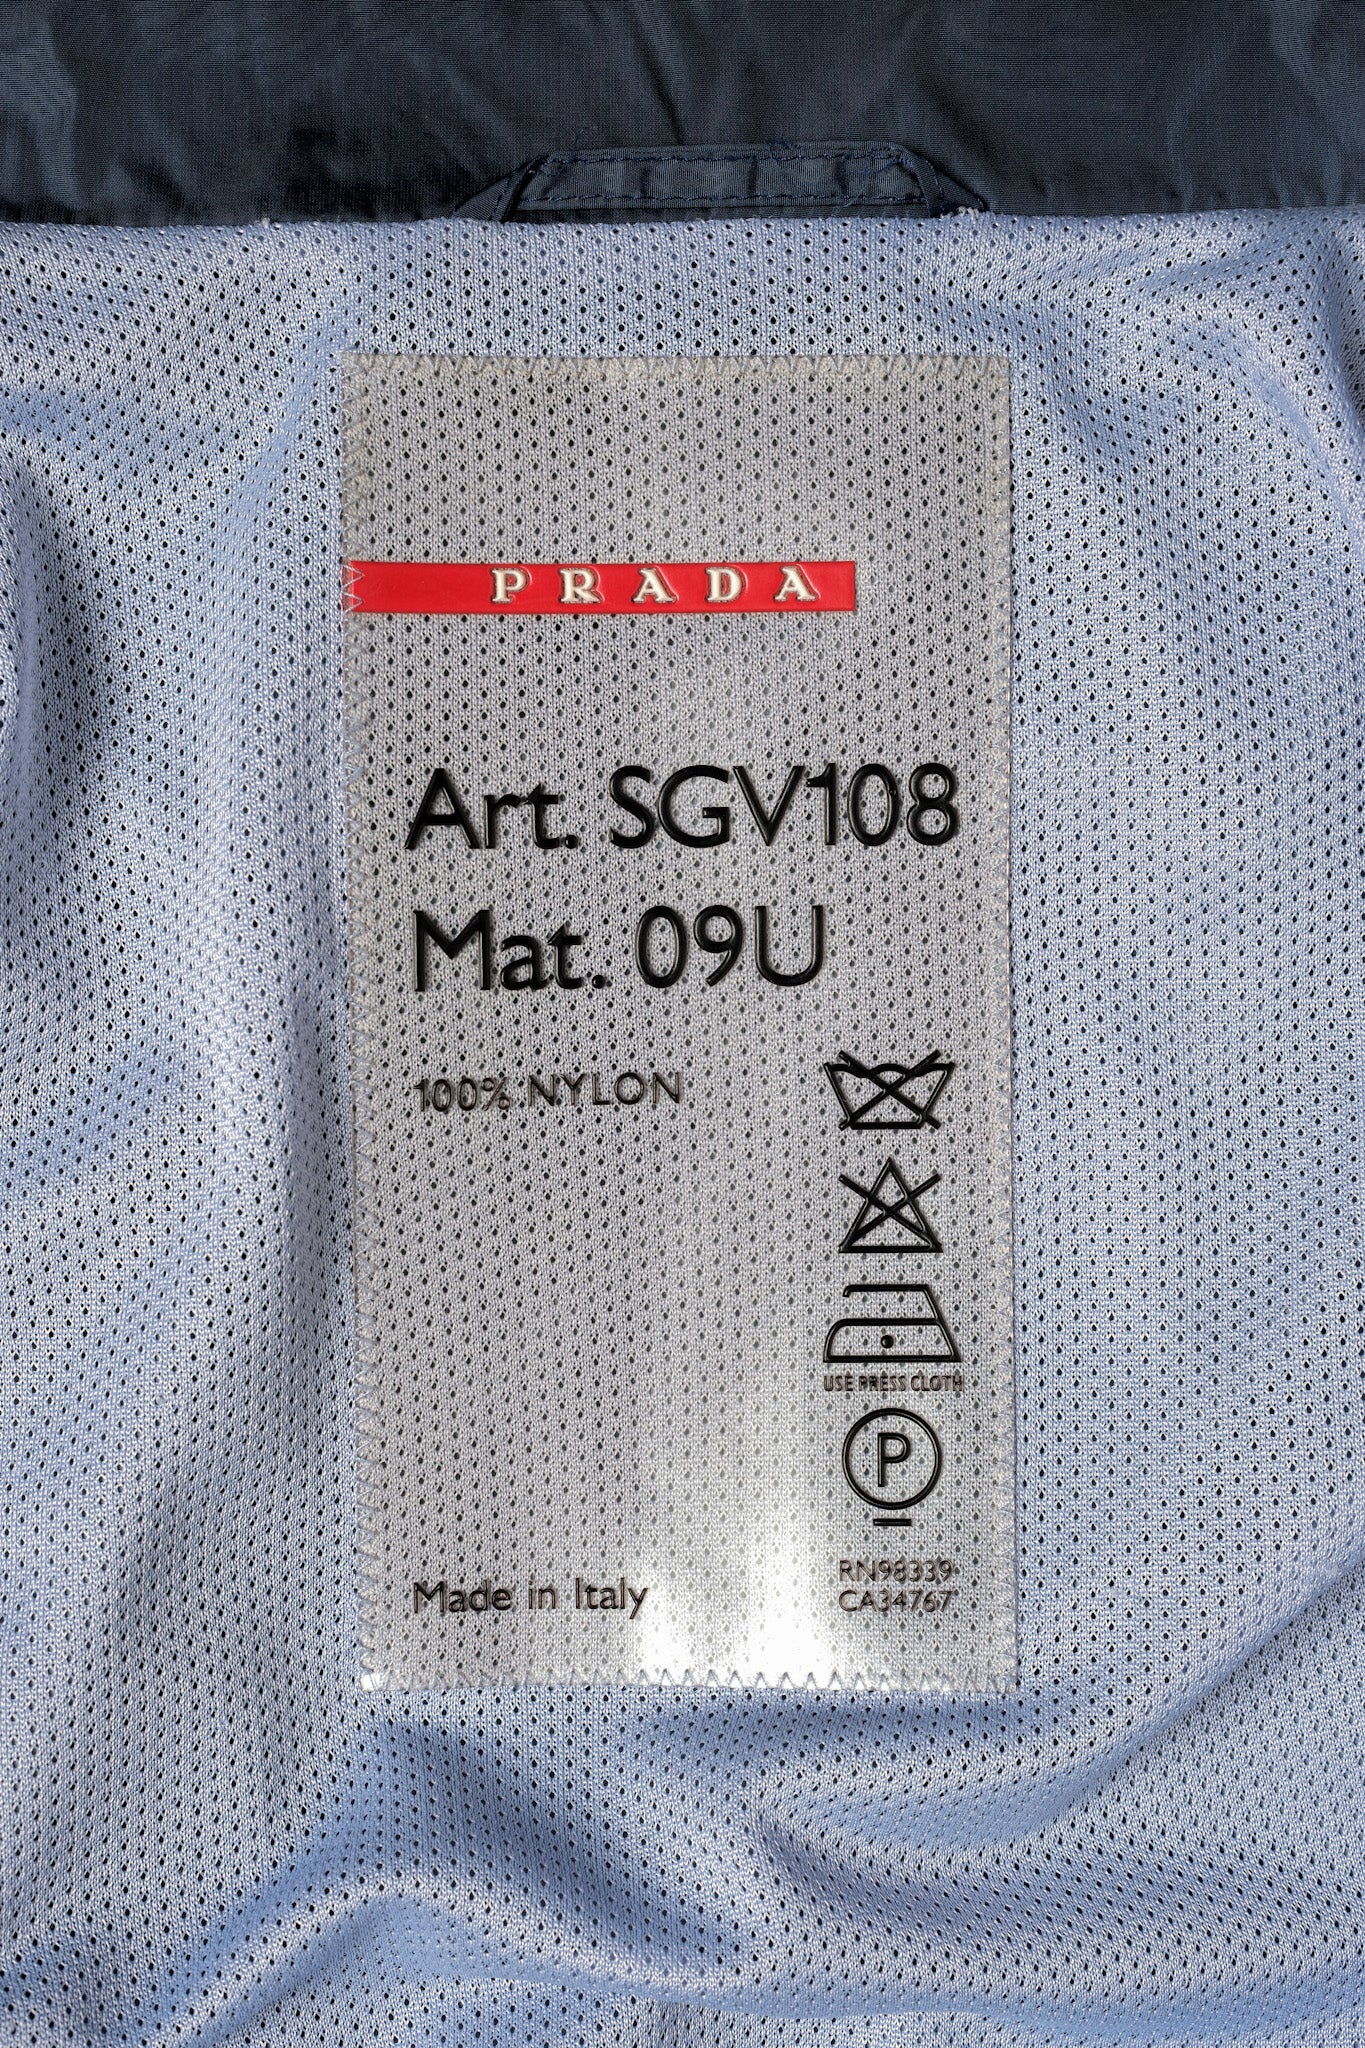 PRADA
Art. SGV108
Mat. 09U
100% NYLON
USE PRESS CLOTH
P
Made in Italy
RN98339
CA34767